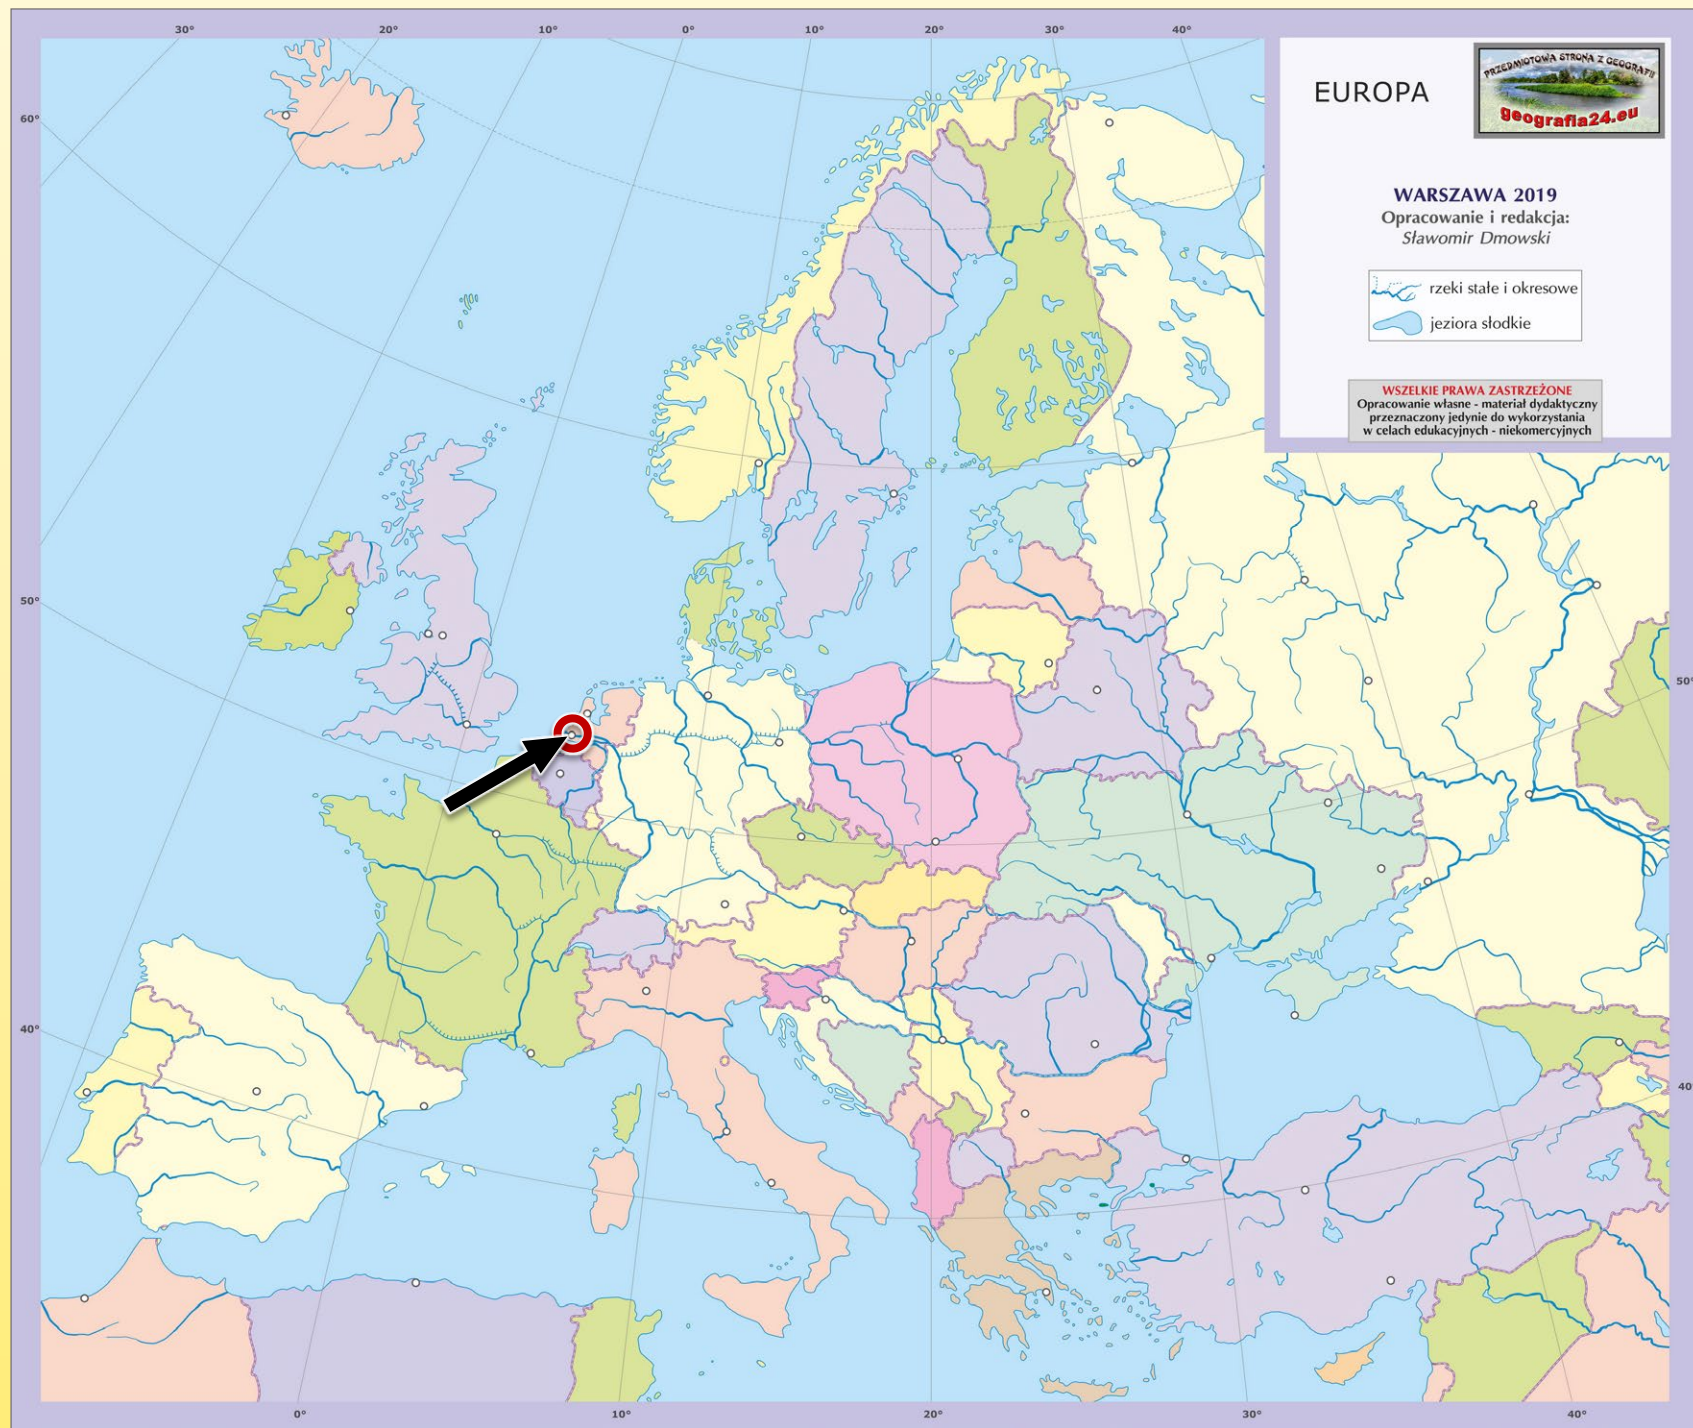 30°
20°
10°
0°
10°
20°
30°
40°
60°
50°
40°
50°
40°
0°
10°
20°
30°
40°
EUROPA
PRZEDMIOTOWA STRONA Z GEOGRAFII
geografia24.eu
WARSZAWA 2019
Opracowanie i redakcja:
Sławomir Dmowski
rzeki stałe i okresowe
jeziora słodkie
WSZELKIE PRAWA ZASTRZEŻONE
Opracowanie własne - materiał dydaktyczny
przeznaczony jedynie do wykorzystania
w celach edukacyjnych - niekomercyjnych